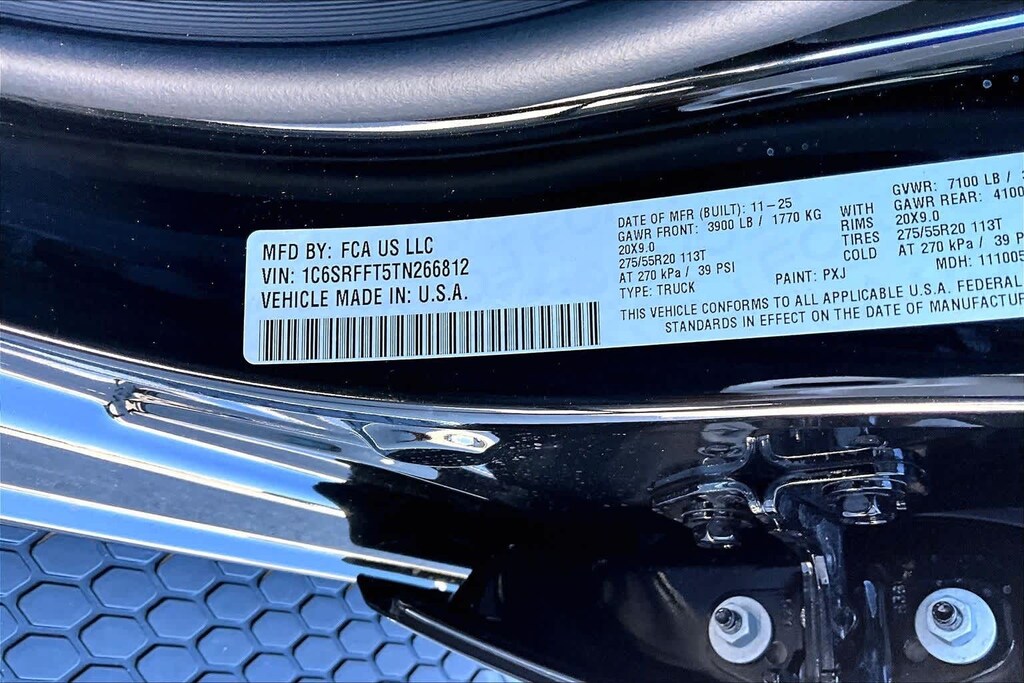 MFD BY: FCA US LLC
VIN: 1C6SRFFT5TN266812
VEHICLE MADE IN: U.S.A.
DATE OF MFR (BUILT): 11-25
GAWR FRONT: 3900 LB / 1770 KG
20X9.0
275/55R20 113T
AT 270 kPa / 39 PSI
TYPE: TRUCK
WITH
RIMS
TIRES
COLD
GVWR: 7100 LB /
GAWR REAR: 4100
20X9.0
275/55R20 113T
AT 270 kPa / 39 P
PAINT: PXJ
MDH: 111005
THIS VEHICLE CONFORMS TO ALL APPLICABLE U.S.A. FEDERAL
STANDARDS IN EFFECT ON THE DATE OF MANUFACTUR